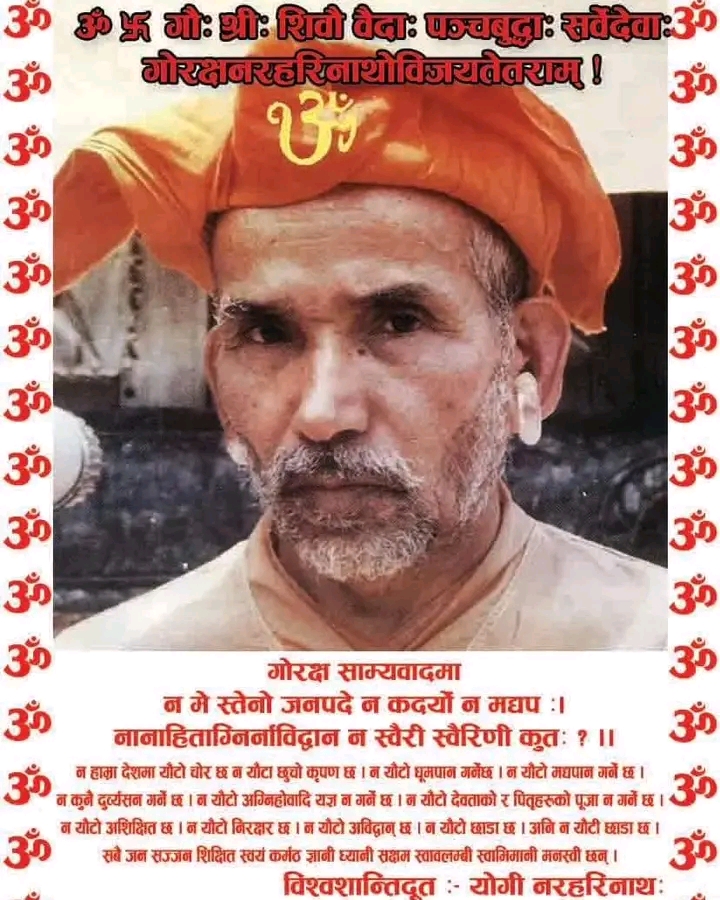 ॐ 卐 गौः श्रीः शिवौ वैदाः पञ्चबुद्धाः सर्वेदेवाः
गोरक्षनरहरिनाथोविजयतेतराम् !
ॐ
गोरक्ष साम्यवादमा
न मे स्तेनो जनपदे न कदर्यो न मद्यप :।
नानाहिताग्निर्नाविद्वान न स्वैरी स्वैरिणी कुतः ? ।।
न हाम्रा देशमा यौटो चोर छ न यौटा छुचो कृपण छ । न यौटो धूमपान गर्नेछ । न यौटो मद्यपान गर्ने छ ।
न कुनै दुर्व्यसन गर्ने छ । न यौटो अग्निहोवादि यज्ञ न गर्ने छ । न यौटो देवताको र पितृहरुको पूजा न गर्ने छ ।
न यौटो अशिक्षित छ । न यौटो निरक्षर छ । न यौटो अविद्वान् छ । न यौटो छाडा छ । अनि न यौटी छाडा छ ।
सबै जन सज्जन शिक्षित स्वयं कर्मठ ज्ञानी ध्यानी सक्षम स्वावलम्बी स्वाभिमानी मनस्वी छन् ।
विश्वशान्तिदूत :- योगी नरहरिनाथः